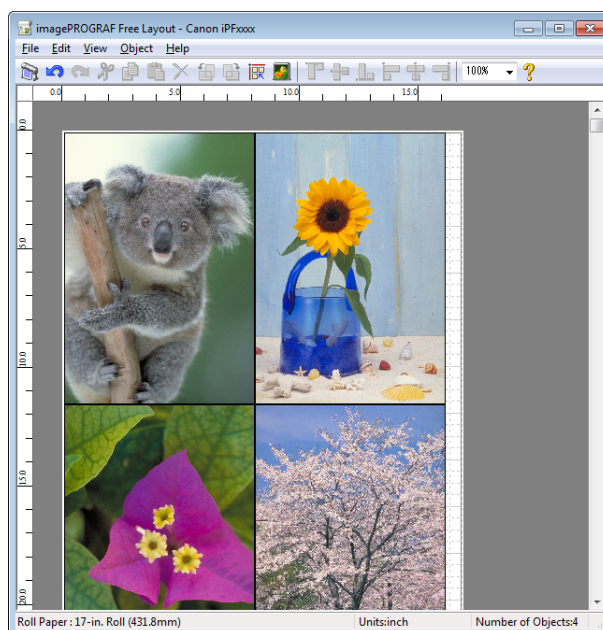 imagePROGRAF Free Layout - Canon iPFxxxx
File Edit View Object Help
100%
0.0 5.0 10.0 15.0
0.0
5.0
10.0
15.0
20.0
Roll Paper : 17-in. Roll (431.8mm) Units:inch Number of Objects:4